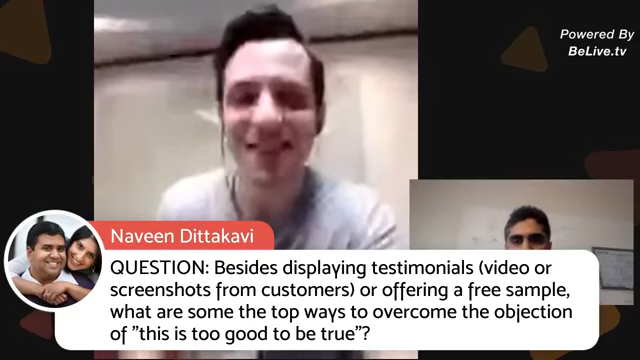 Powered By
BeLive.tv
Naveen Dittakavi
QUESTION: Besides displaying testimonials (video or
screenshots from customers) or offering a free sample,
what are some the top ways to overcome the objection
of "this is too good to be true"?